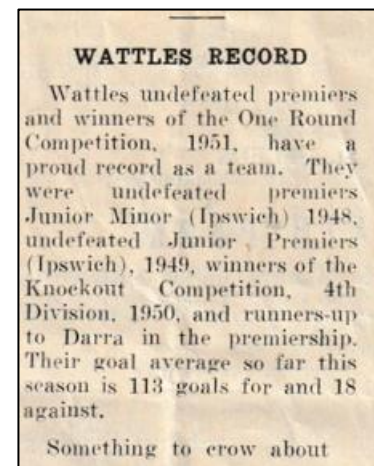 WATTLES RECORD
Wattles undefeated premiers
and winners of the One Round
Competition, 1951, have a
proud record as a team. They
were undefeated premiers
Junior Minor (Ipswich) 1948,
undefeated Junior Premiers
(Ipswich), 1949, winners of the
Knockout Competition, 4th
Division, 1950, and runners-up
to Darra in the premiership.
Their goal average so far this
season is 113 goals for and 18
against.
Something to crow about